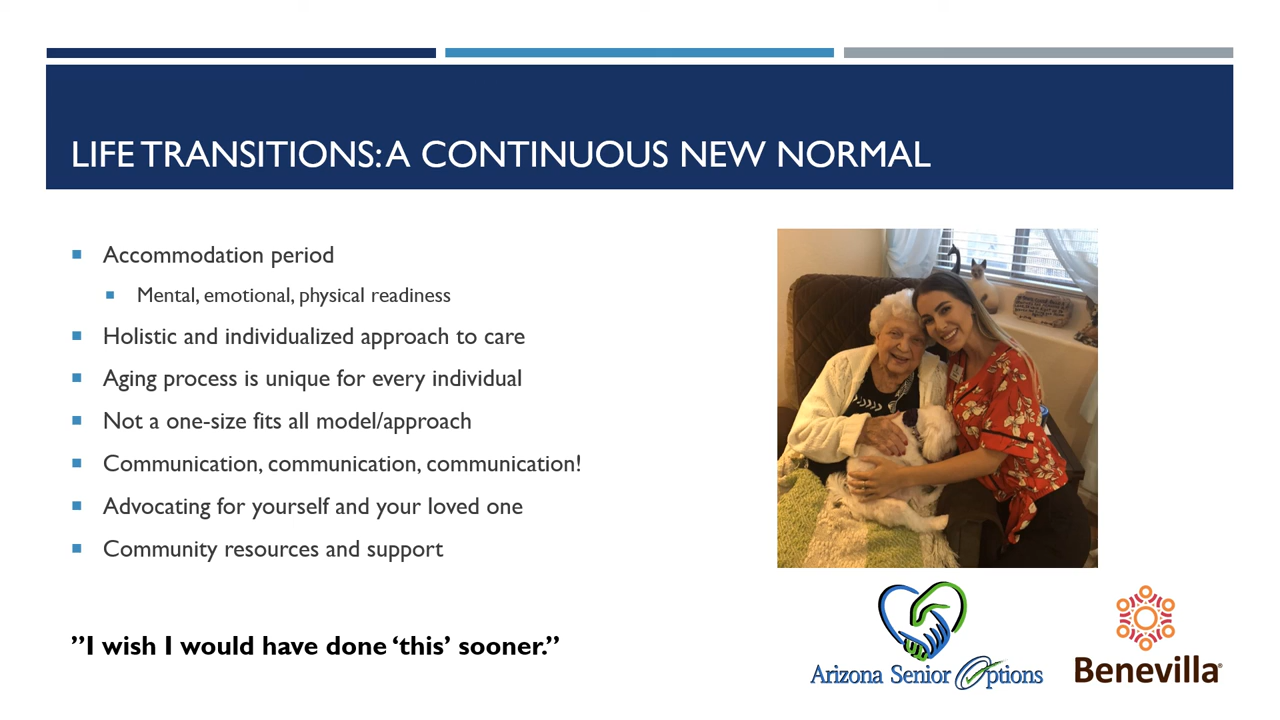 LIFE TRANSITIONS: A CONTINUOUS NEW NORMAL
Accommodation period
Mental, emotional, physical readiness
Holistic and individualized approach to care
Aging process is unique for every individual
Not a one-size fits all model/approach
Communication, communication, communication!
Advocating for yourself and your loved one
Community resources and support
”I wish I would have done ‘this’ sooner.”
Arizona Senior Options
Benevilla®